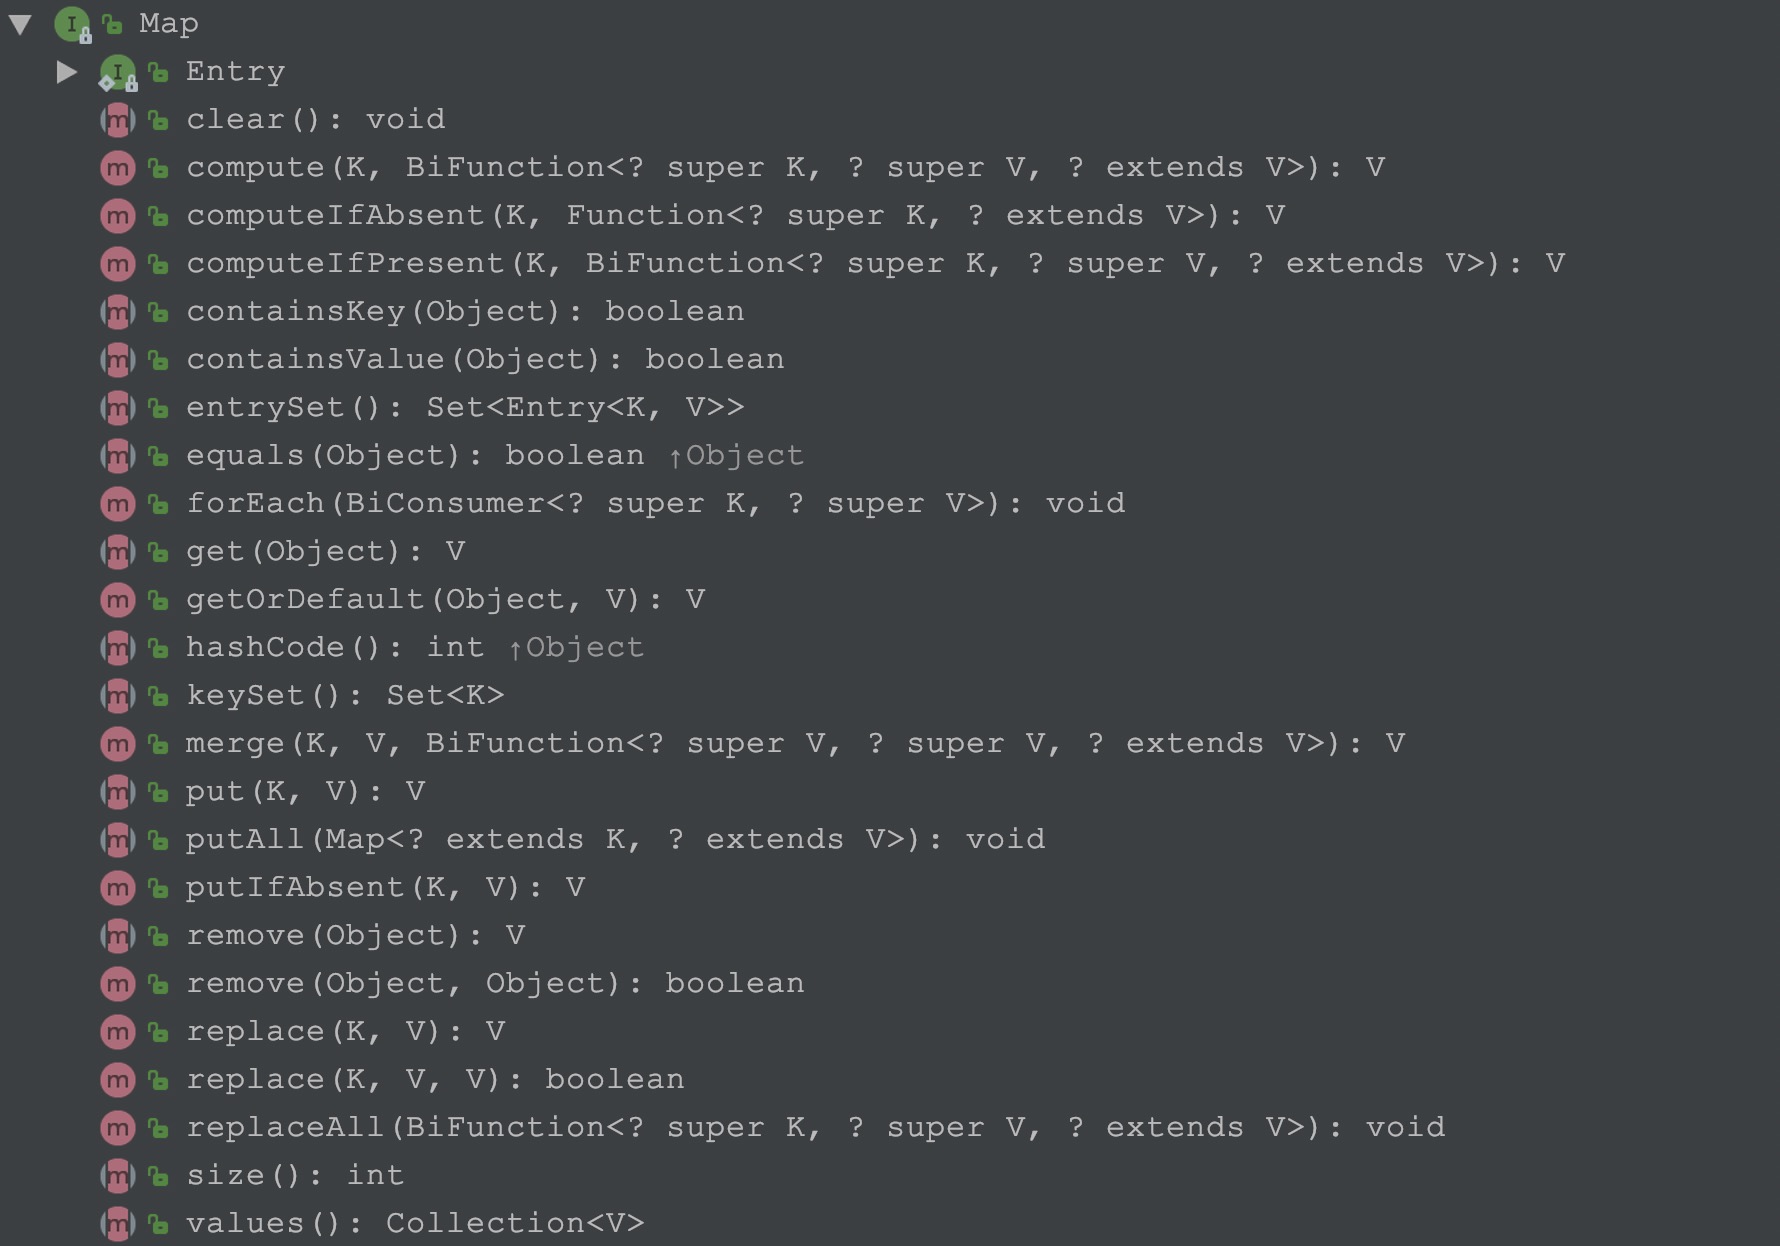 Map
Entry
clear(): void
compute(K, BiFunction<? super K, ? super V, ? extends V>): V
computeIfAbsent(K, Function<? super K, ? extends V>): V
computeIfPresent(K, BiFunction<? super K, ? super V, ? extends V>): V
containsKey(Object): boolean
containsValue(Object): boolean
entrySet(): Set<Entry<K, V>>
equals(Object): boolean ↑Object
forEach(BiConsumer<? super K, ? super V>): void
get(Object): V
getOrDefault(Object, V): V
hashCode(): int ↑Object
keySet(): Set<K>
merge(K, V, BiFunction<? super V, ? super V, ? extends V>): V
put(K, V): V
putAll(Map<? extends K, ? extends V>): void
putIfAbsent(K, V): V
remove(Object): V
remove(Object, Object): boolean
replace(K, V): V
replace(K, V, V): boolean
replaceAll(BiFunction<? super K, ? super V, ? extends V>): void
size(): int
values(): Collection<V>